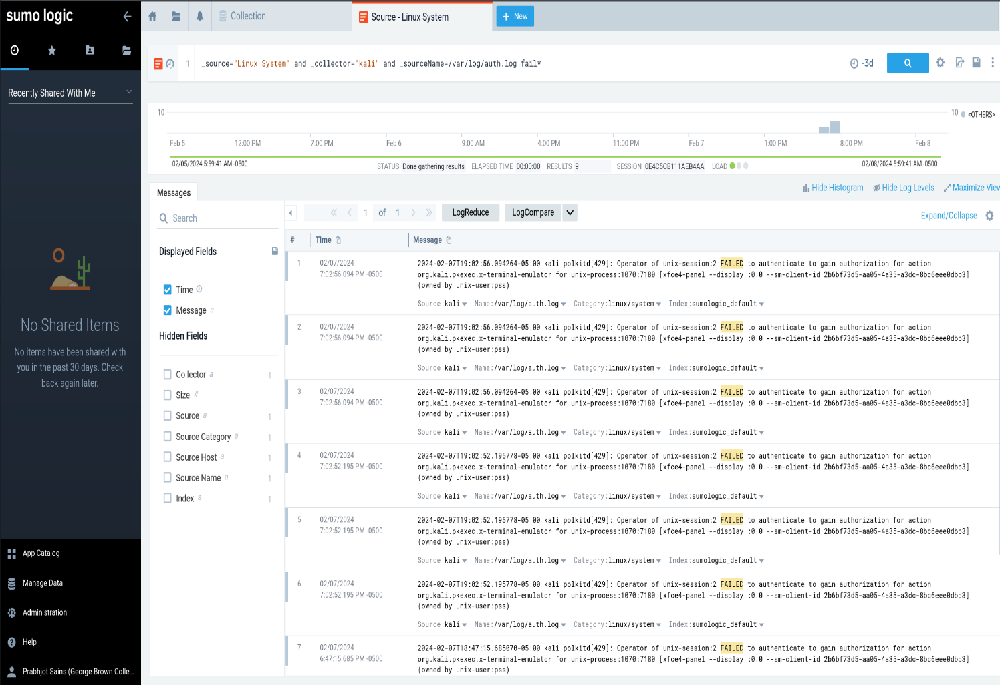 sumo logic
Recently Shared With Me
No Shared Items
No items have been shared with
you in the past 30 days. Check
back again later.
App Catalog
Manage Data
Administration
Help
Prabhjot Sains (George Brown Colle...
Collection
Source - Linux System
+ New
1 _source="Linux System" and _collector="kali" and _sourceName=/var/log/auth.log fail*
-3d
10
10 <OTHERS>
Feb 5 12:00 PM 7:00 PM Feb 6 9:00 AM 4:00 PM 11:00 PM Feb 7 1:00 PM 8:00 PM Feb 8
02/05/2024 5:59:41 AM -0500 STATUS Done gathering results ELAPSED TIME 00:00:00 RESULTS 9 SESSION 0E4C5CB111AEB4AA LOAD 02/08/2024 5:59:41 AM -0500
Messages
Hide Histogram Hide Log Levels Maximize View
Search
Displayed Fields
Time
Message a
Hidden Fields
Collector a 1
Size #
Source a 1
Source Category a 1
Source Host a 1
Source Name a 1
Index a 1
1 of 1 LogReduce LogCompare
Expand/Collapse
# Time Message
1 02/07/2024 2024-02-07T19:02:56.094264-05:00 kali polkitd[429]: Operator of unix-session:2 FAILED to authenticate to gain authorization for action
7:02:56.094 PM -0500 org.kali.pkexec.x-terminal-emulator for unix-process:1070:7180 [xfce4-panel --display :0.0 --sm-client-id 2b6bf73d5-aa05-4a35-a3dc-8bc6eee0dbb3]
(owned by unix-user:pss)
Source:kali Name:/var/log/auth.log Category:linux/system Index:sumologic_default
2 02/07/2024 2024-02-07T19:02:56.094264-05:00 kali polkitd[429]: Operator of unix-session:2 FAILED to authenticate to gain authorization for action
7:02:56.094 PM -0500 org.kali.pkexec.x-terminal-emulator for unix-process:1070:7180 [xfce4-panel --display :0.0 --sm-client-id 2b6bf73d5-aa05-4a35-a3dc-8bc6eee0dbb3]
(owned by unix-user:pss)
Source:kali Name:/var/log/auth.log Category:linux/system Index:sumologic_default
3 02/07/2024 2024-02-07T19:02:56.094264-05:00 kali polkitd[429]: Operator of unix-session:2 FAILED to authenticate to gain authorization for action
7:02:56.094 PM -0500 org.kali.pkexec.x-terminal-emulator for unix-process:1070:7180 [xfce4-panel --display :0.0 --sm-client-id 2b6bf73d5-aa05-4a35-a3dc-8bc6eee0dbb3]
(owned by unix-user:pss)
Source:kali Name:/var/log/auth.log Category:linux/system Index:sumologic_default
4 02/07/2024 2024-02-07T19:02:52.195778-05:00 kali polkitd[429]: Operator of unix-session:2 FAILED to authenticate to gain authorization for action
7:02:52.195 PM -0500 org.kali.pkexec.x-terminal-emulator for unix-process:1070:7180 [xfce4-panel --display :0.0 --sm-client-id 2b6bf73d5-aa05-4a35-a3dc-8bc6eee0dbb3]
(owned by unix-user:pss)
Source:kali Name:/var/log/auth.log Category:linux/system Index:sumologic_default
5 02/07/2024 2024-02-07T19:02:52.195778-05:00 kali polkitd[429]: Operator of unix-session:2 FAILED to authenticate to gain authorization for action
7:02:52.195 PM -0500 org.kali.pkexec.x-terminal-emulator for unix-process:1070:7180 [xfce4-panel --display :0.0 --sm-client-id 2b6bf73d5-aa05-4a35-a3dc-8bc6eee0dbb3]
(owned by unix-user:pss)
Source:kali Name:/var/log/auth.log Category:linux/system Index:sumologic_default
6 02/07/2024 2024-02-07T19:02:52.195778-05:00 kali polkitd[429]: Operator of unix-session:2 FAILED to authenticate to gain authorization for action
7:02:52.195 PM -0500 org.kali.pkexec.x-terminal-emulator for unix-process:1070:7180 [xfce4-panel --display :0.0 --sm-client-id 2b6bf73d5-aa05-4a35-a3dc-8bc6eee0dbb3]
(owned by unix-user:pss)
Source:kali Name:/var/log/auth.log Category:linux/system Index:sumologic_default
7 02/07/2024 2024-02-07T18:47:15.685070-05:00 kali polkitd[429]: Operator of unix-session:2 FAILED to authenticate to gain authorization for action
6:47:15.685 PM -0500 org.kali.pkexec.x-terminal-emulator for unix-process:1070:7180 [xfce4-panel --display :0.0 --sm-client-id 2b6bf73d5-aa05-4a35-a3dc-8bc6eee0dbb3]
(owned by unix-user:pss)